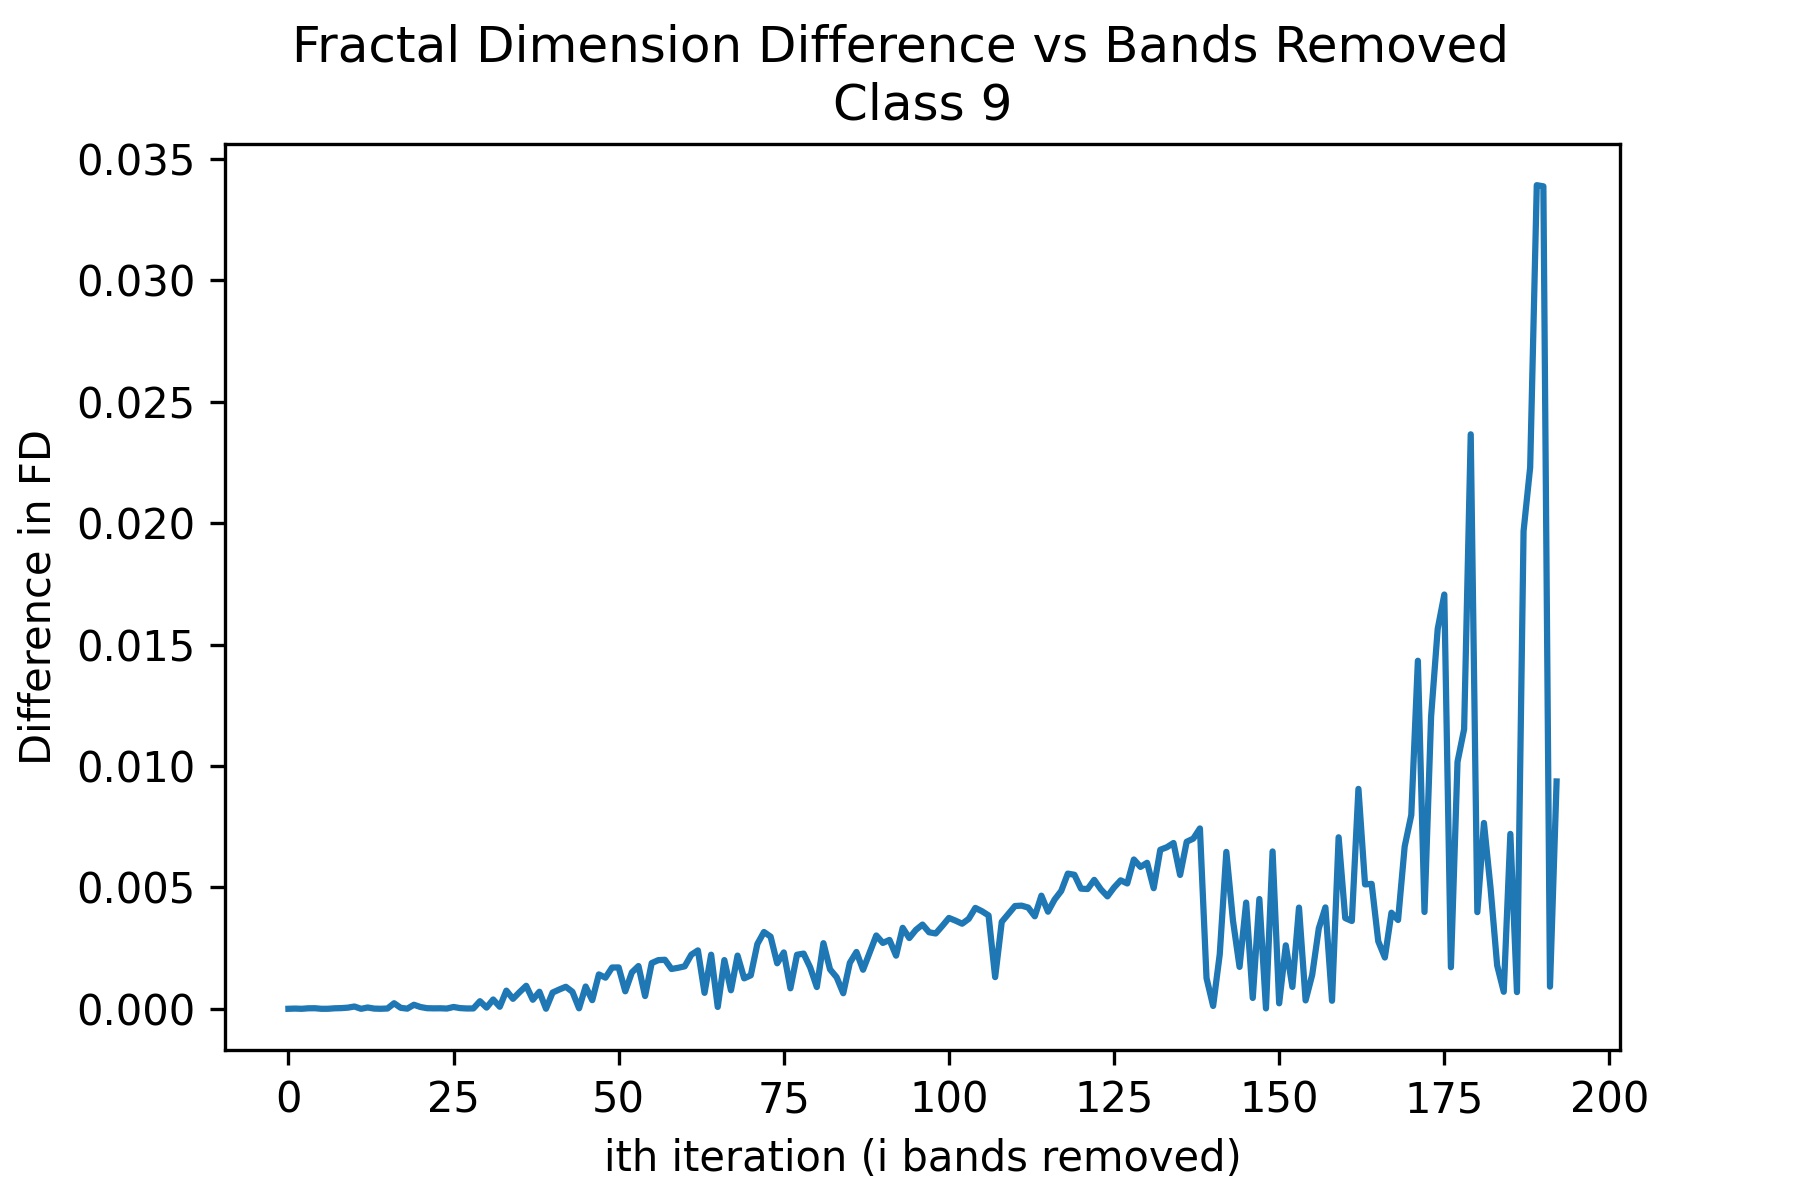 Fractal Dimension Difference vs Bands Removed
Class 9
0.035
0.030
0.025
0.020
0.015
0.010
0.005
0.000
Difference in FD
0 25 50 75 100 125 150 175 200
ith iteration (i bands removed)